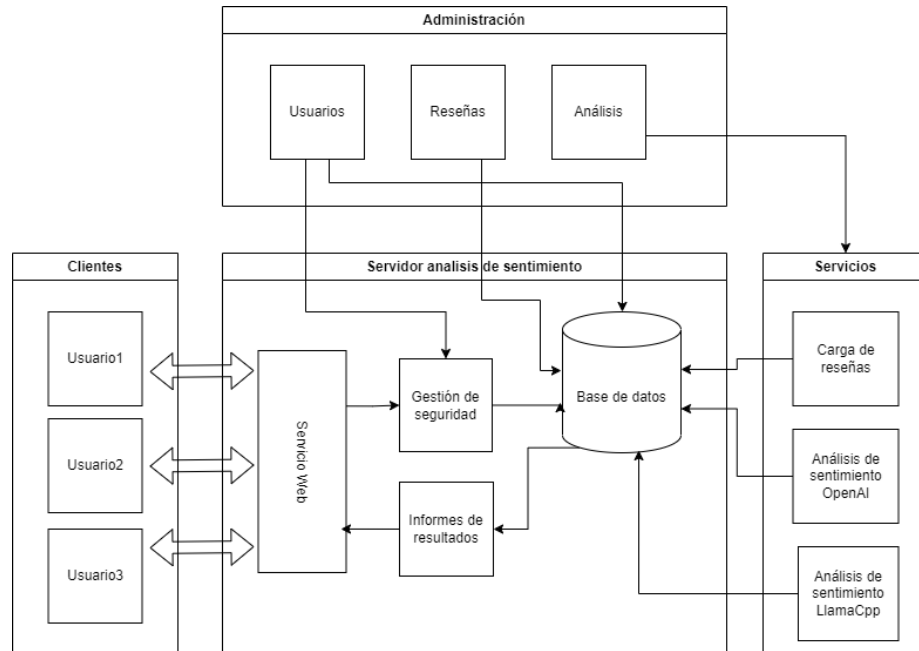 Administración
Usuarios
Reseñas
Análisis
Clientes
Servidor analisis de sentimiento
Servicios
Usuario1
Usuario2
Usuario3
Servicio Web
Gestión de
seguridad
Informes de
resultados
Base de datos
Carga de
reseñas
Análisis de
sentimiento
OpenAI
Análisis de
sentimiento
LlamaCpp